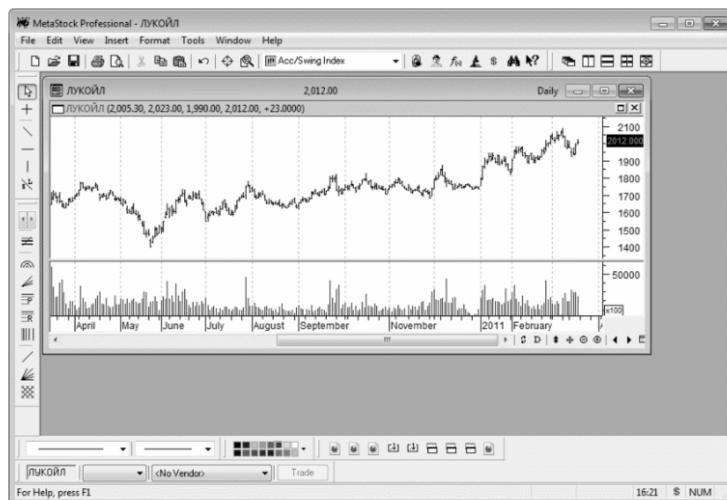 MetaStock Professional - ЛУКОЙЛ
File Edit View Insert Format Tools Window Help
Acc/Swing Index
ЛУКОЙЛ 2,012.00 Daily
ЛУКОЙЛ (2,005.30, 2,023.00, 1,990.00, 2,012.00, +23.0000)
2100
2012.000
1900
1800
1700
1600
1500
1400
50000
x100
April May June July August September November 2011 February
D
P
R
ЛУКОЙЛ <No Vendor> Trade
For Help, press F1 16:21 S NUM